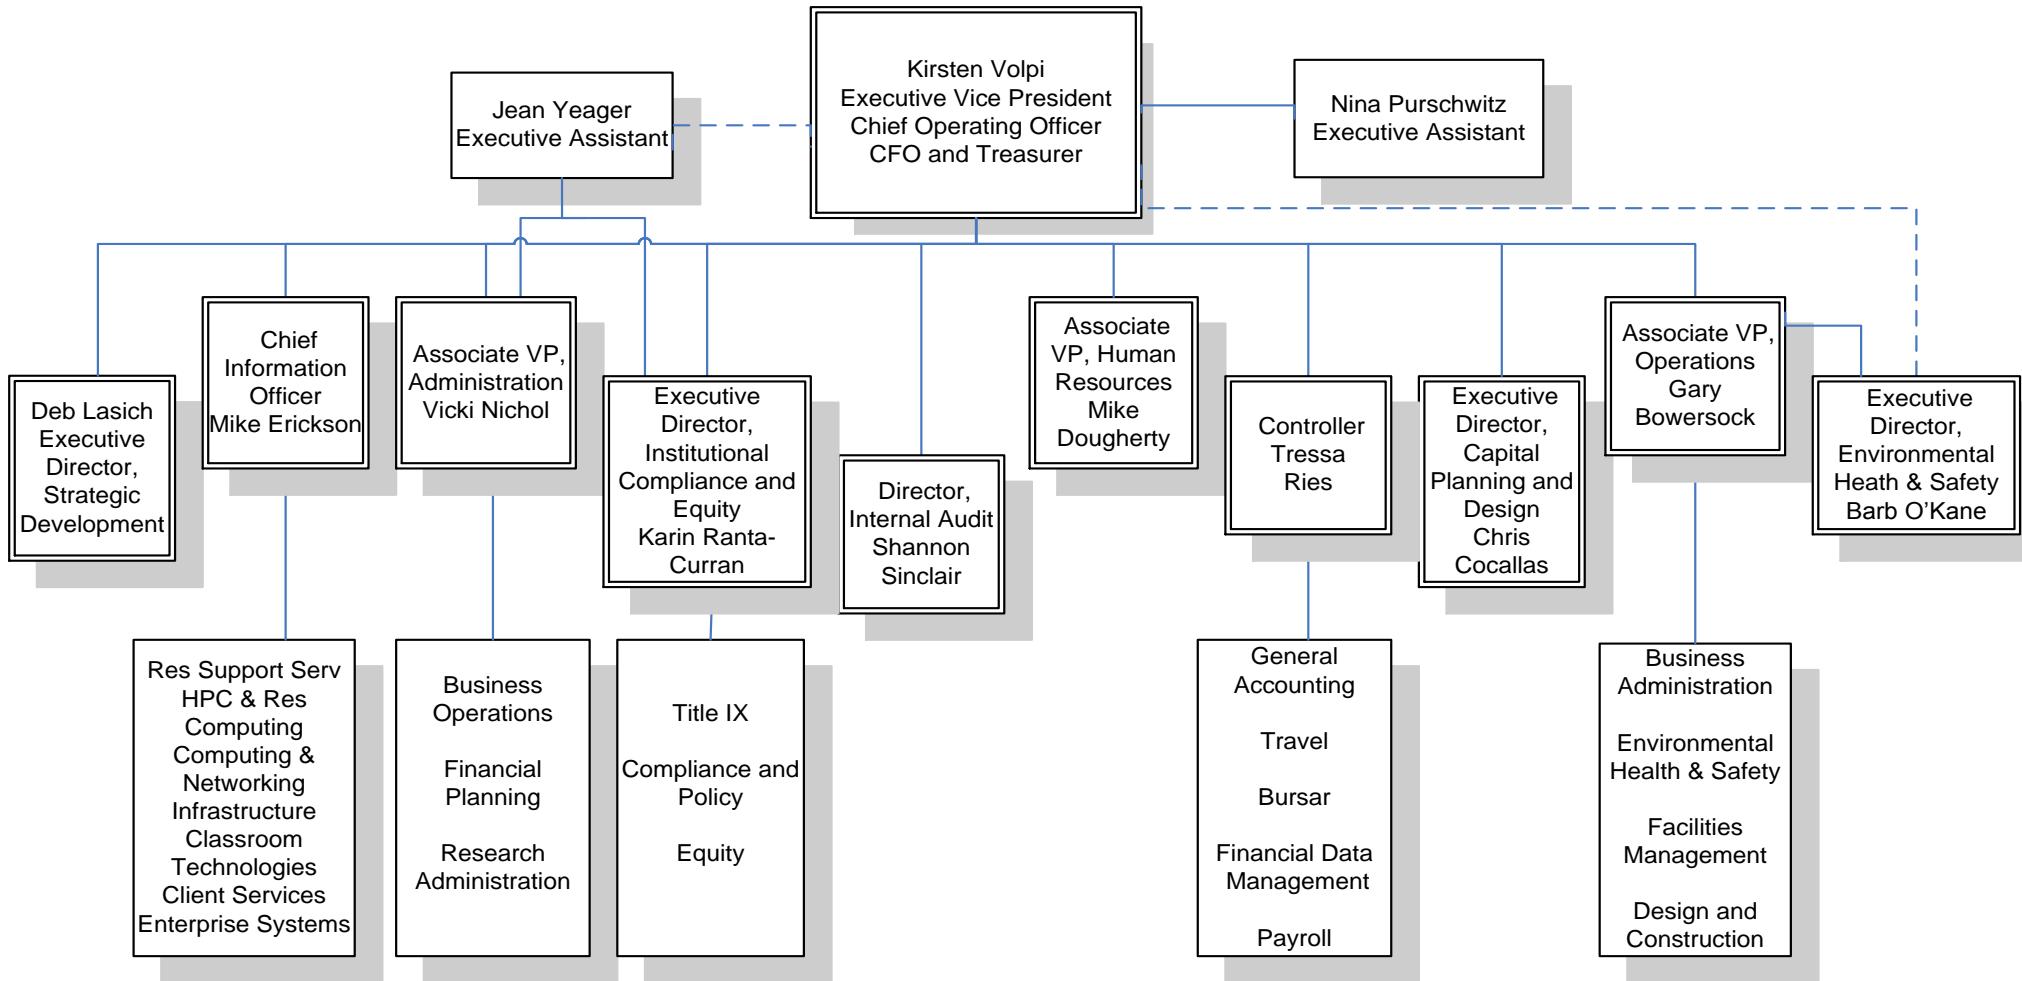 Kirsten Volpi
Executive Vice President
Chief Operating Officer
CFO and Treasurer
Jean Yeager
Executive Assistant
Nina Purschwitz
Executive Assistant
Deb Lasich
Executive
Director,
Strategic
Development
Chief
Information
Officer
Mike Erickson
Associate VP,
Administration
Vicki Nichol
Executive
Director,
Institutional
Compliance and
Equity
Karin Ranta-
Curran
Director,
Internal Audit
Shannon
Sinclair
Associate
VP, Human
Resources
Mike
Dougherty
Controller
Tressa
Ries
Executive
Director,
Capital
Planning and
Design
Chris
Cocallas
Associate VP,
Operations
Gary
Bowersock
Executive
Director,
Environmental
Heath & Safety
Barb O’Kane
Res Support Serv
HPC & Res
Computing
Computing &
Networking
Infrastructure
Classroom
Technologies
Client Services
Enterprise Systems
Business
Operations
Financial
Planning
Research
Administration
Title IX
Compliance and
Policy
Equity
General
Accounting
Travel
Bursar
Financial Data
Management
Payroll
Business
Administration
Environmental
Health & Safety
Facilities
Management
Design and
Construction